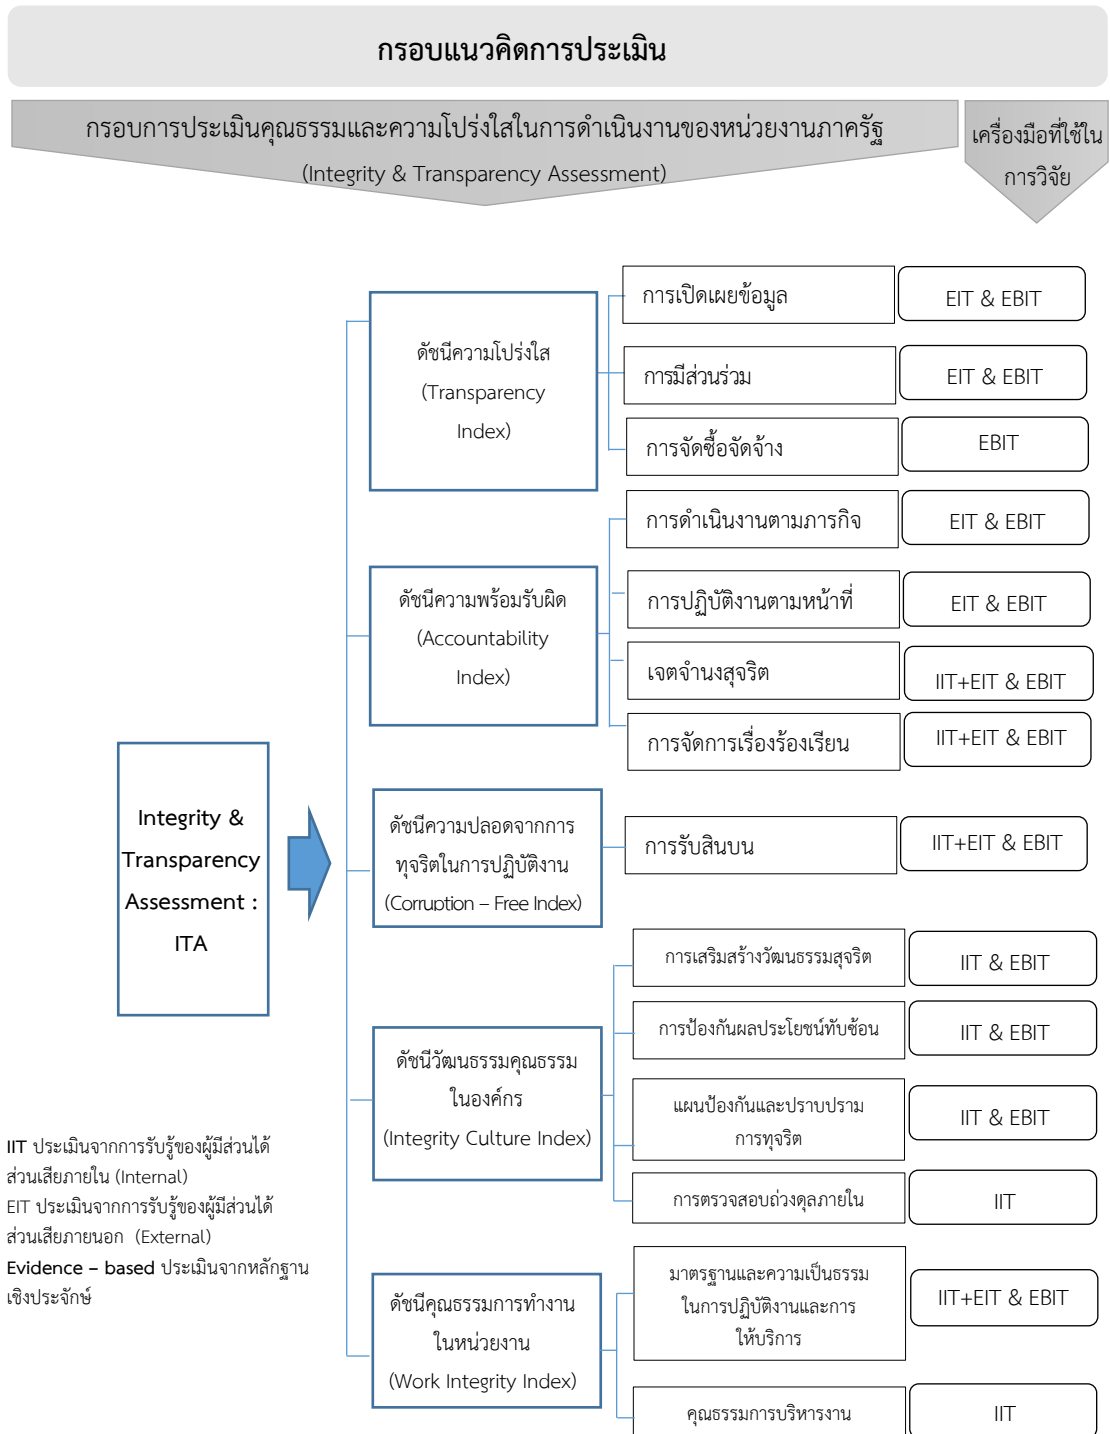 กรอบแนวคิดการประเมิน
กรอบการประเมินคุณธรรมและความโปร่งใสในการดำเนินงานของหน่วยงานภาครัฐ
(Integrity & Transparency Assessment)
เครื่องมือที่ใช้ใน
การวิจัย
ดัชนีความโปร่งใส
(Transparency
Index)
การเปิดเผยข้อมูล
EIT & EBIT
การมีส่วนร่วม
EIT & EBIT
การจัดซื้อจัดจ้าง
EBIT
ดัชนีความพร้อมรับผิด
(Accountability
Index)
การดำเนินงานตามภารกิจ
EIT & EBIT
การปฏิบัติงานตามหน้าที่
EIT & EBIT
เจตจำนงสุจริต
IIT+EIT & EBIT
การจัดการเรื่องร้องเรียน
IIT+EIT & EBIT
Integrity &
Transparency
Assessment :
ITA
ดัชนีความปลอดจากการ
ทุจริตในการปฏิบัติงาน
(Corruption – Free Index)
การรับสินบน
IIT+EIT & EBIT
ดัชนีวัฒนธรรมคุณธรรม
ในองค์กร
(Integrity Culture Index)
การเสริมสร้างวัฒนธรรมสุจริต
IIT & EBIT
การป้องกันผลประโยชน์ทับซ้อน
IIT & EBIT
แผนป้องกันและปราบปราม
การทุจริต
IIT & EBIT
การตรวจสอบถ่วงดุลภายใน
IIT
IIT ประเมินจากการรับรู้ของผู้มีส่วนได้
ส่วนเสียภายใน (Internal)
EIT ประเมินจากการรับรู้ของผู้มีส่วนได้
ส่วนเสียภายนอก (External)
Evidence – based ประเมินจากหลักฐาน
เชิงประจักษ์
ดัชนีคุณธรรมการทำงาน
ในหน่วยงาน
(Work Integrity Index)
มาตรฐานและความเป็นธรรม
ในการปฏิบัติงานและการ
ให้บริการ
IIT+EIT & EBIT
คุณธรรมการบริหารงาน
IIT